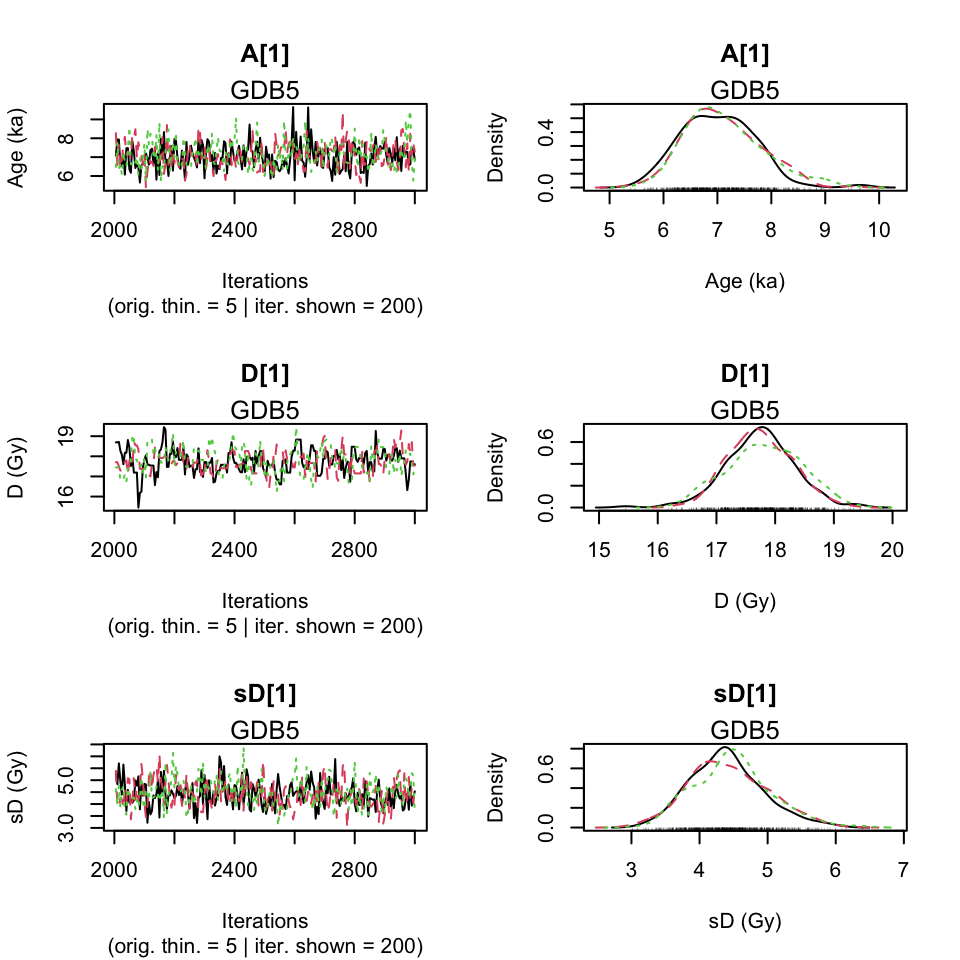 A[1]
GDB5
Age (ka)
8
6
2000 2400 2800
Iterations
(orig. thin. = 5 | iter. shown = 200)
A[1]
GDB5
Density
0.4
0.0
5 6 7 8 9 10
Age (ka)
D[1]
GDB5
D (Gy)
19
16
2000 2400 2800
Iterations
(orig. thin. = 5 | iter. shown = 200)
D[1]
GDB5
Density
0.6
0.0
15 16 17 18 19 20
D (Gy)
sD[1]
GDB5
sD (Gy)
5.0
3.0
2000 2400 2800
Iterations
(orig. thin. = 5 | iter. shown = 200)
sD[1]
GDB5
Density
0.6
0.0
3 4 5 6 7
sD (Gy)